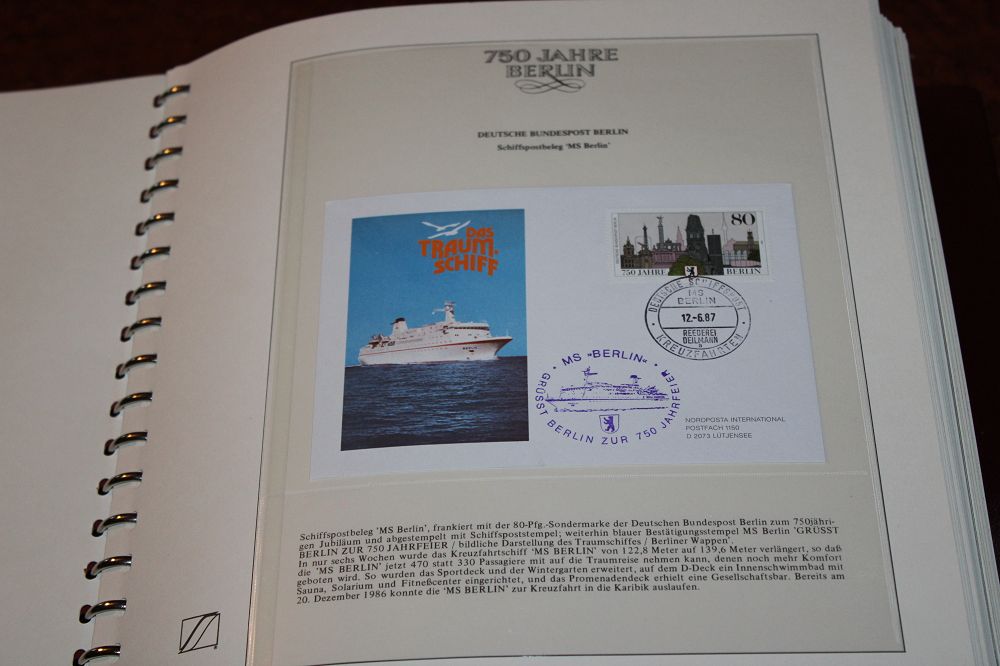 750 JAHRE
BERLIN
DEUTSCHE BUNDESPOST BERLIN
Schiffspostbeleg 'MS Berlin'
DAS
TRAUM-
SCHIFF
BERLIN
80
750 JAHRE BERLIN
DEUTSCHE SCHIFFSPOST
MS
BERLIN
12.-6.87
REEDEREI
DEILMANN
a
KREUZFAHRTEN
MS »BERLIN«
GRÜSST BERLIN ZUR 750 JAHRFEIER
NORDPOSTA INTERNATIONAL
POSTFACH 1150
D 2073 LÜTJENSEE
Schiffspostbeleg 'MS Berlin', frankiert mit der 80-Pfg.-Sondermarke der Deutschen Bundespost Berlin zum 750jähri-
gen Jubiläum und abgestempelt mit Schiffspoststempel; weiterhin blauer Bestätigungsstempel MS Berlin 'GRÜSST
BERLIN ZUR 750 JAHRFEIER / bildliche Darstellung des Traumschiffes / Berliner Wappen'.
In nur sechs Wochen wurde das Kreuzfahrtschiff 'MS BERLIN' von 122,8 Meter auf 139,6 Meter verlängert, so daß
die 'MS BERLIN' jetzt 470 statt 330 Passagiere mit auf die Traumreise nehmen kann, denen noch mehr Komfort
geboten wird. So wurden das Sportdeck und der Wintergarten erweitert, auf dem D-Deck ein Innenschwimmbad mit
Sauna, Solarium und Fitneßcenter eingerichtet, und das Promenadendeck erhielt eine Gesellschaftsbar. Bereits am
20. Dezember 1986 konnte die 'MS BERLIN' zur Kreuzfahrt in die Karibik auslaufen.